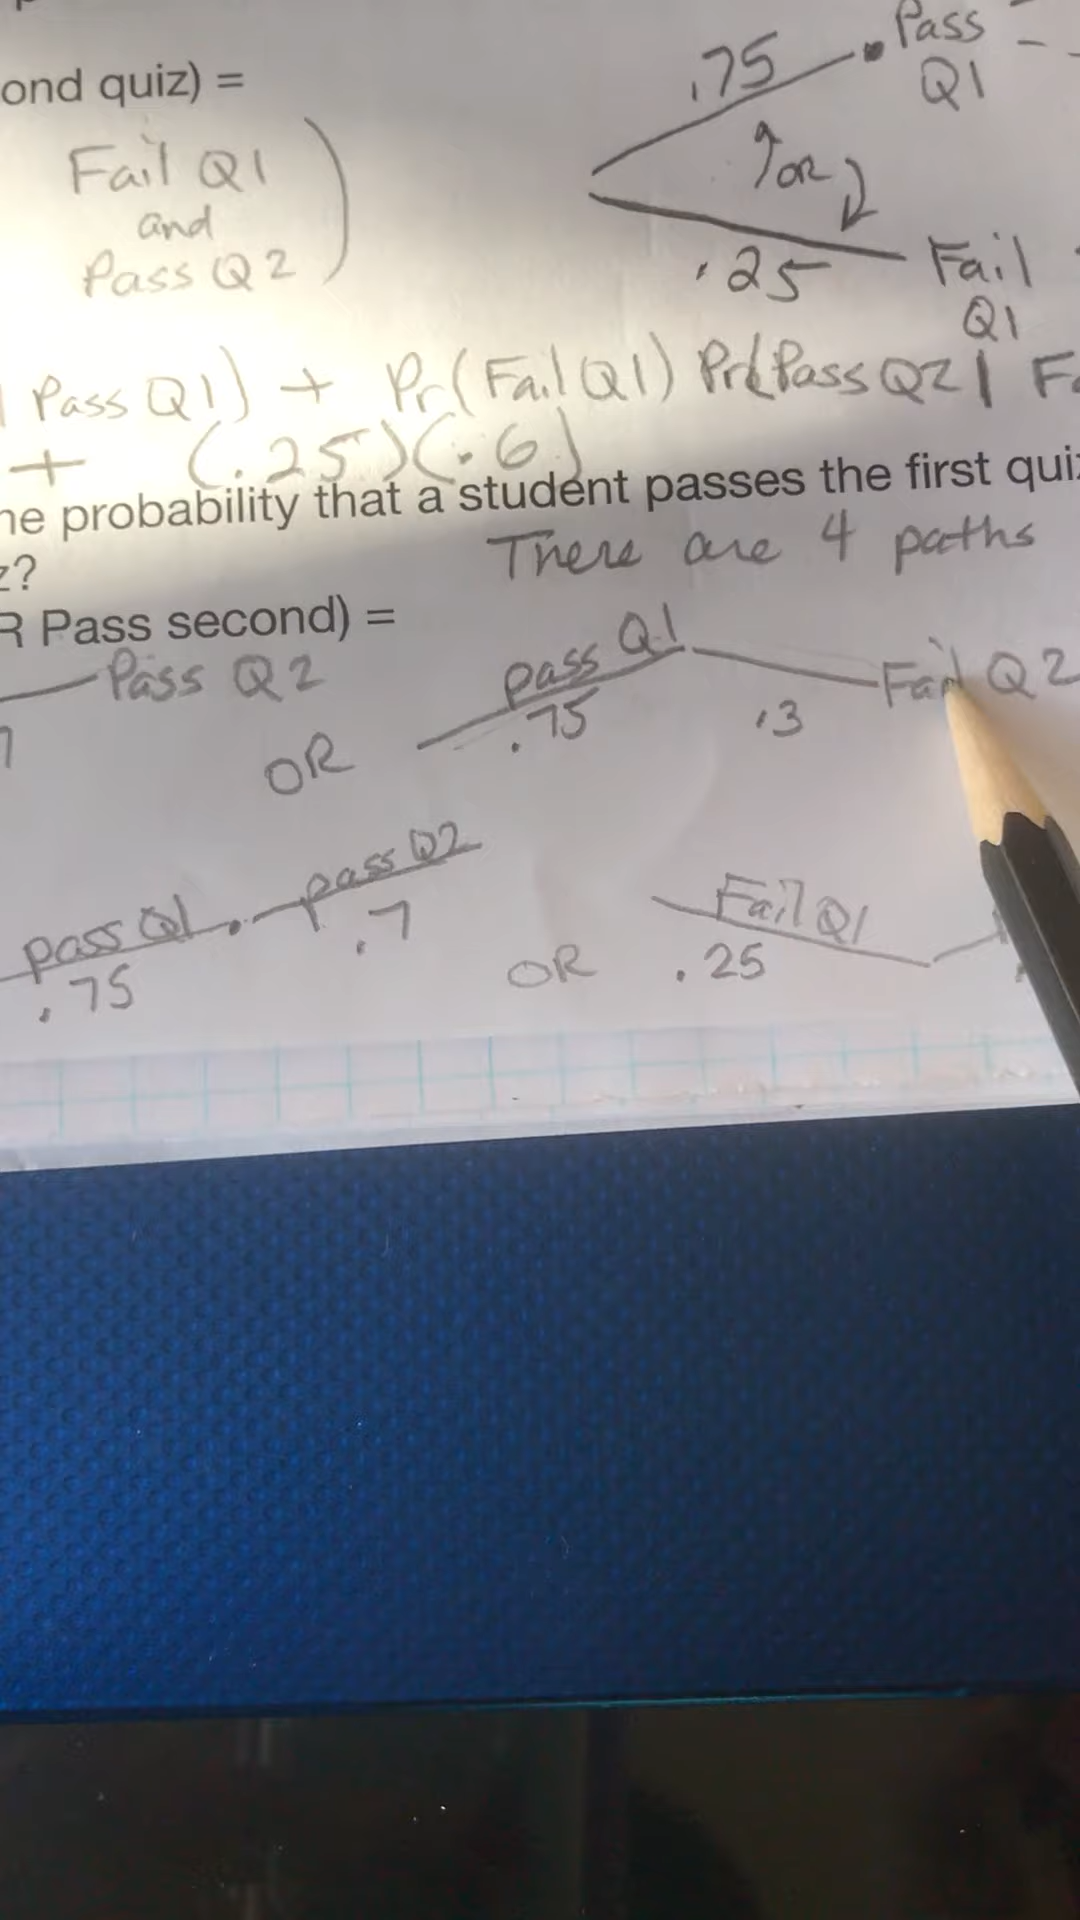 ond quiz) =
.75
Pass
Q1
Fail Q1
and
Pass Q2
or
.25
Fail
Q1
Pass Q1) + Pr(Fail Q1) Pr(Pass Q2 |
+ (.25)(.6)
he probability that a student passes the first qui
z?
There are 4 paths
R Pass second) =
Pass Q2
OR
pass Q1
.75
.3
Fail Q2
pass Q1
.75
pass Q2
.7
OR
Fail Q1
.25